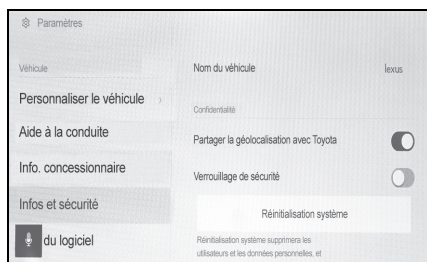 Paramètres
Véhicule
Personnaliser le véhicule
Aide à la conduite
Info. concessionnaire
Infos et sécurité
du logiciel
Nom du véhicule lexus
Confidentialité
Partager la géolocalisation avec Toyota
Verrouillage de sécurité
Réinitialisation système
Réinitialisation système supprimera les
utilisateurs et les données personnelles, et